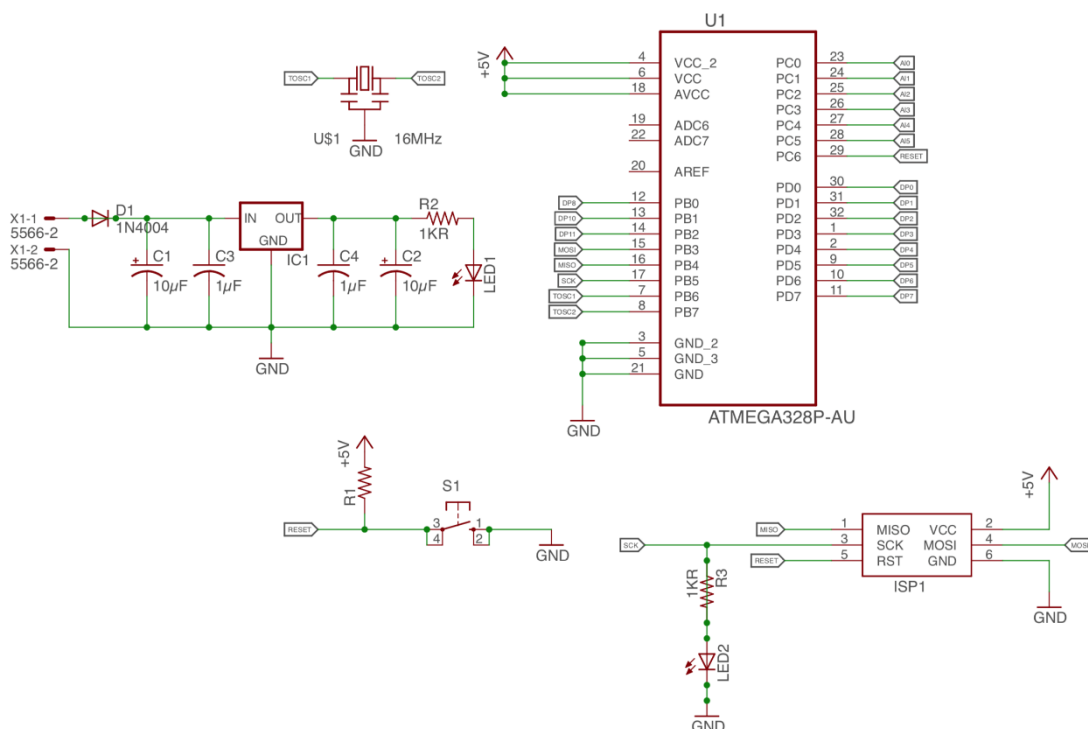 TOSC1
TOSC2
U$1
16MHz
GND
X1-1
5566-2
X1-2
5566-2
D1
1N4004
C1
10µF
C3
1µF
IN
OUT
GND
IC1
C4
1µF
C2
10µF
R2
1KR
LED1
GND
U1
+5V
4 VCC_2
6 VCC
18 AVCC
19 ADC6
22 ADC7
20 AREF
DP8 12 PB0
DP10 13 PB1
DP11 14 PB2
MOSI 15 PB3
MISO 16 PB4
SCK 17 PB5
TOSC1 7 PB6
TOSC2 8 PB7
3 GND_2
5 GND_3
21 GND
GND
PC0 23 AI0
PC1 24 AI1
PC2 25 AI2
PC3 26 AI3
PC4 27 AI4
PC5 28 AI5
PC6 29 RESET
PD0 30 DP0
PD1 31 DP1
PD2 32 DP2
PD3 1 DP3
PD4 2 DP4
PD5 9 DP5
PD6 10 DP6
PD7 11 DP7
ATMEGA328P-AU
+5V
R1
RESET
S1
3
4
1
2
GND
SCK
1KR
R3
LED2
GND
MISO 1 MISO
3 SCK
RESET 5 RST
VCC 2
MOSI 4 MOSI
GND 6
ISP1
+5V
GND